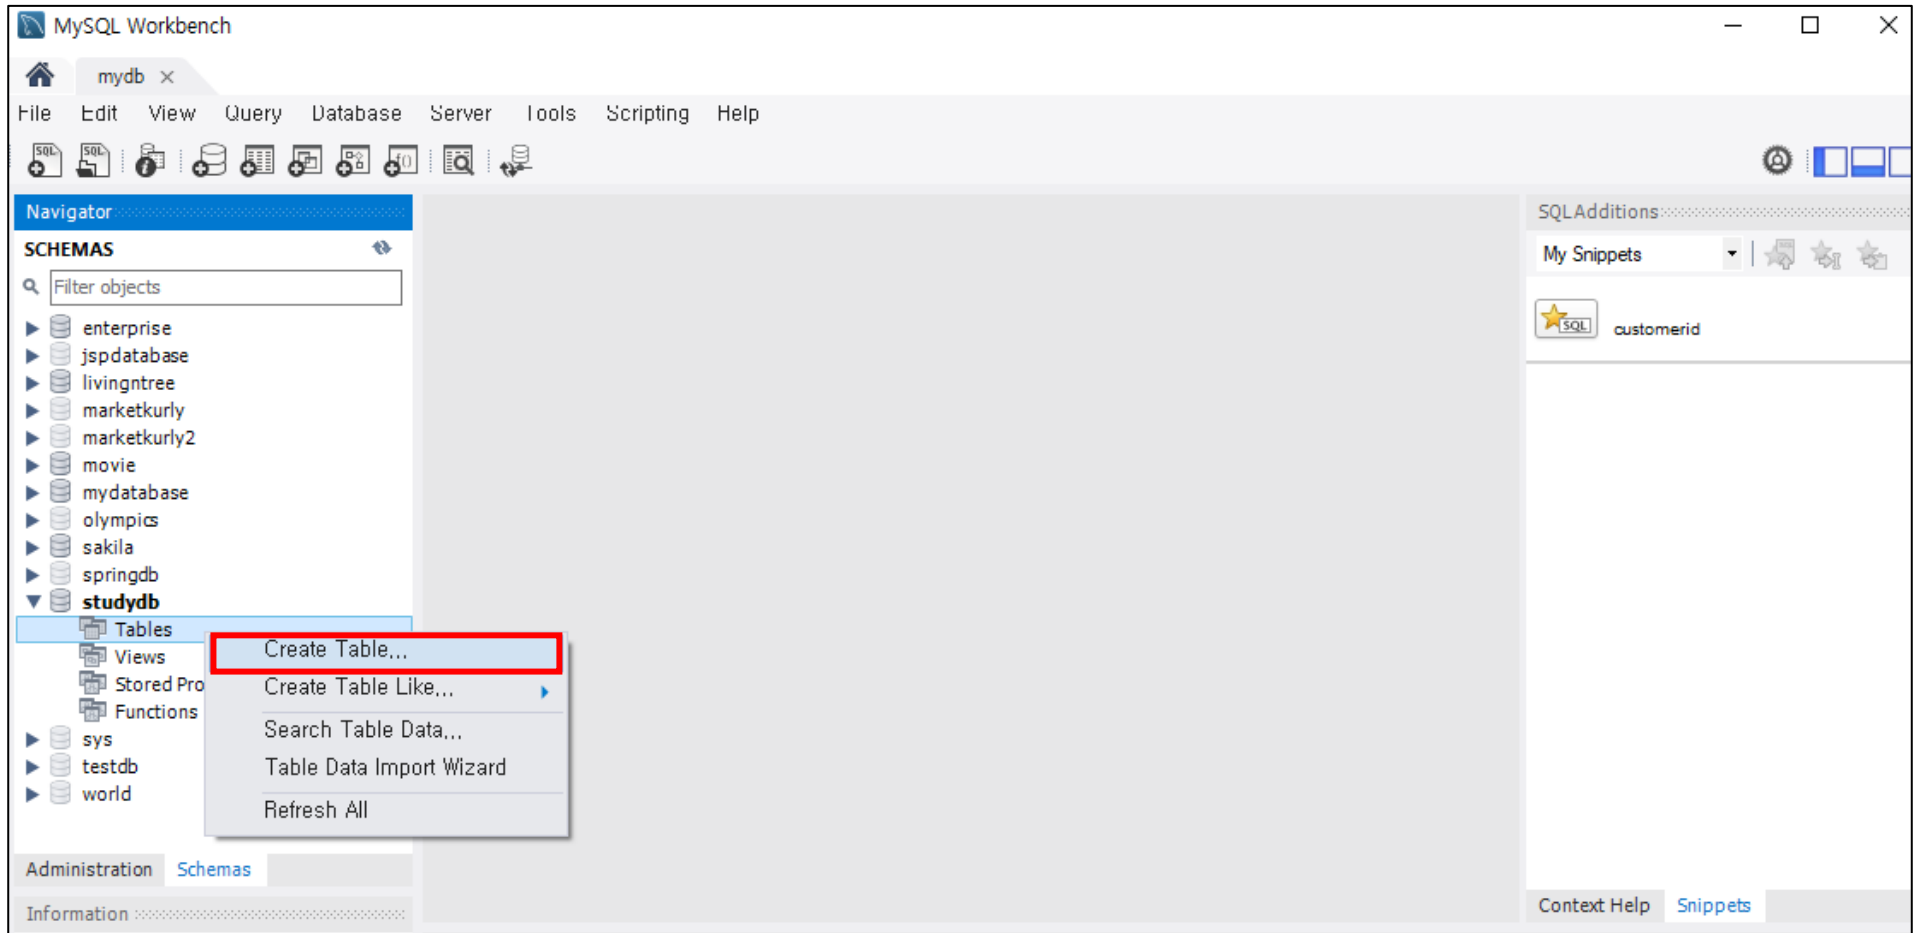 MySQL Workbench
mydb
File Edit View Query Database Server Tools Scripting Help
Navigator
SCHEMAS
Filter objects
enterprise
jspdatabase
livingntree
marketkurly
marketkurly2
movie
mydatabase
olympics
sakila
springdb
studydb
Tables
Views
Stored Pro
Functions
sys
testdb
world
Create Table...
Create Table Like...
Search Table Data...
Table Data Import Wizard
Refresh All
Administration Schemas
Information
SQLAdditions
My Snippets
SQL
customerid
Context Help Snippets